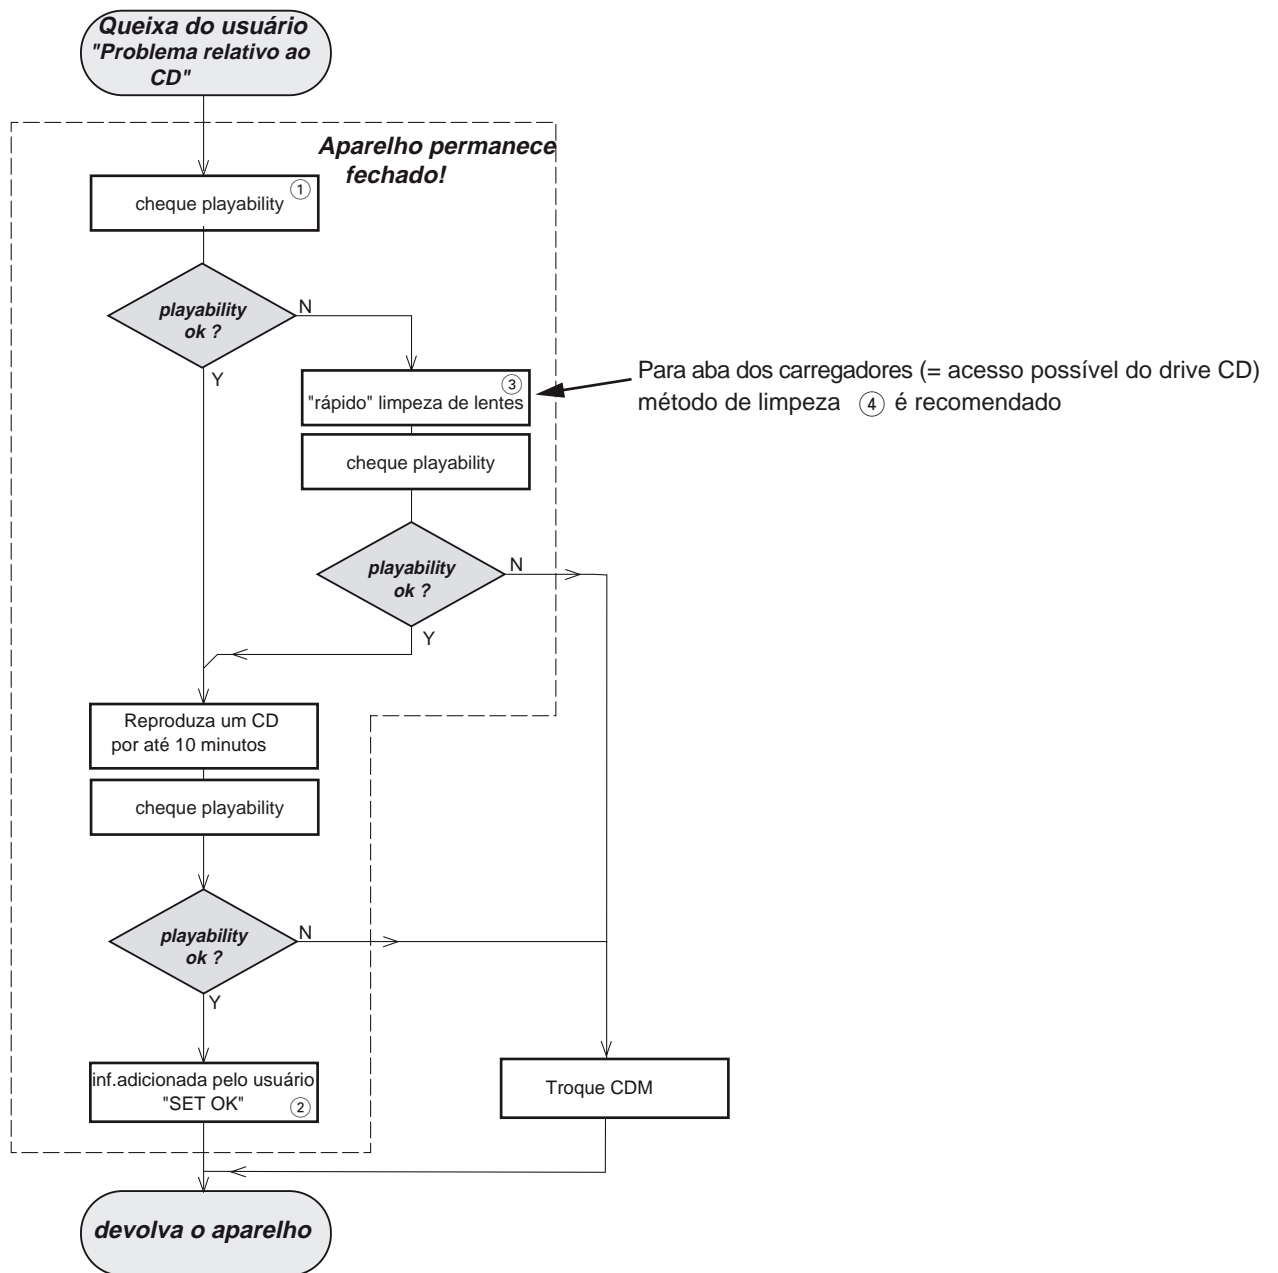 Queixa do usuário
"Problema relativo ao
CD"
Aparelho permanece
fechado!
①
cheque playability
playability
ok ?
N
Y
③
"rápido" limpeza de lentes
Para aba dos carregadores (= acesso possível do drive CD)
método de limpeza ④ é recomendado
cheque playability
playability
ok ?
N
Y
Reproduza um CD
por até 10 minutos
cheque playability
playability
ok ?
N
Y
inf.adicionada pelo usuário
"SET OK" ②
Troque CDM
devolva o aparelho